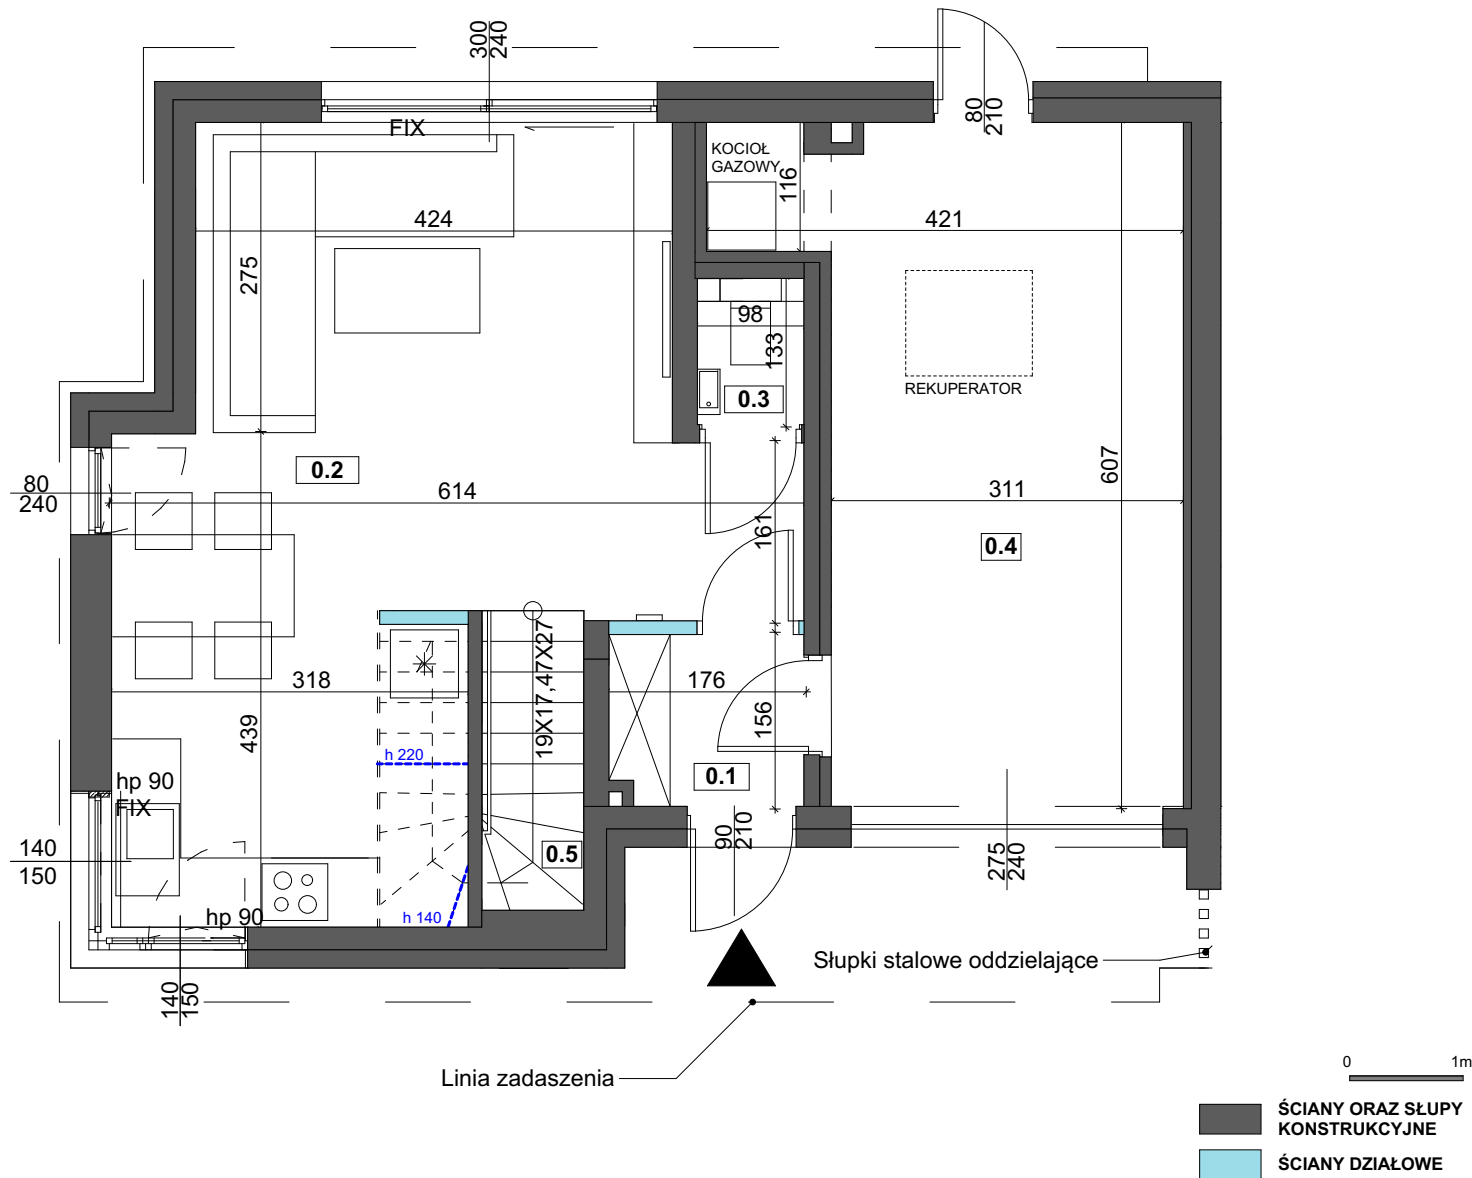 300
240
FIX
80
210
KOCIOŁ
GAZOWY
116
424
421
275
98
133
REKUPERATOR
0.3
0.2
80
240
614
161
311
607
0.4
19X17,47X27
318
176
439
156
h 220
0.1
hp 90
FIX
140
150
90
210
0.5
275
240
h 140
hp 90
140
150
Słupki stalowe oddzielające
Linia zadaszenia
0 1m
ŚCIANY ORAZ SŁUPY
KONSTRUKCYJNE
ŚCIANY DZIAŁOWE